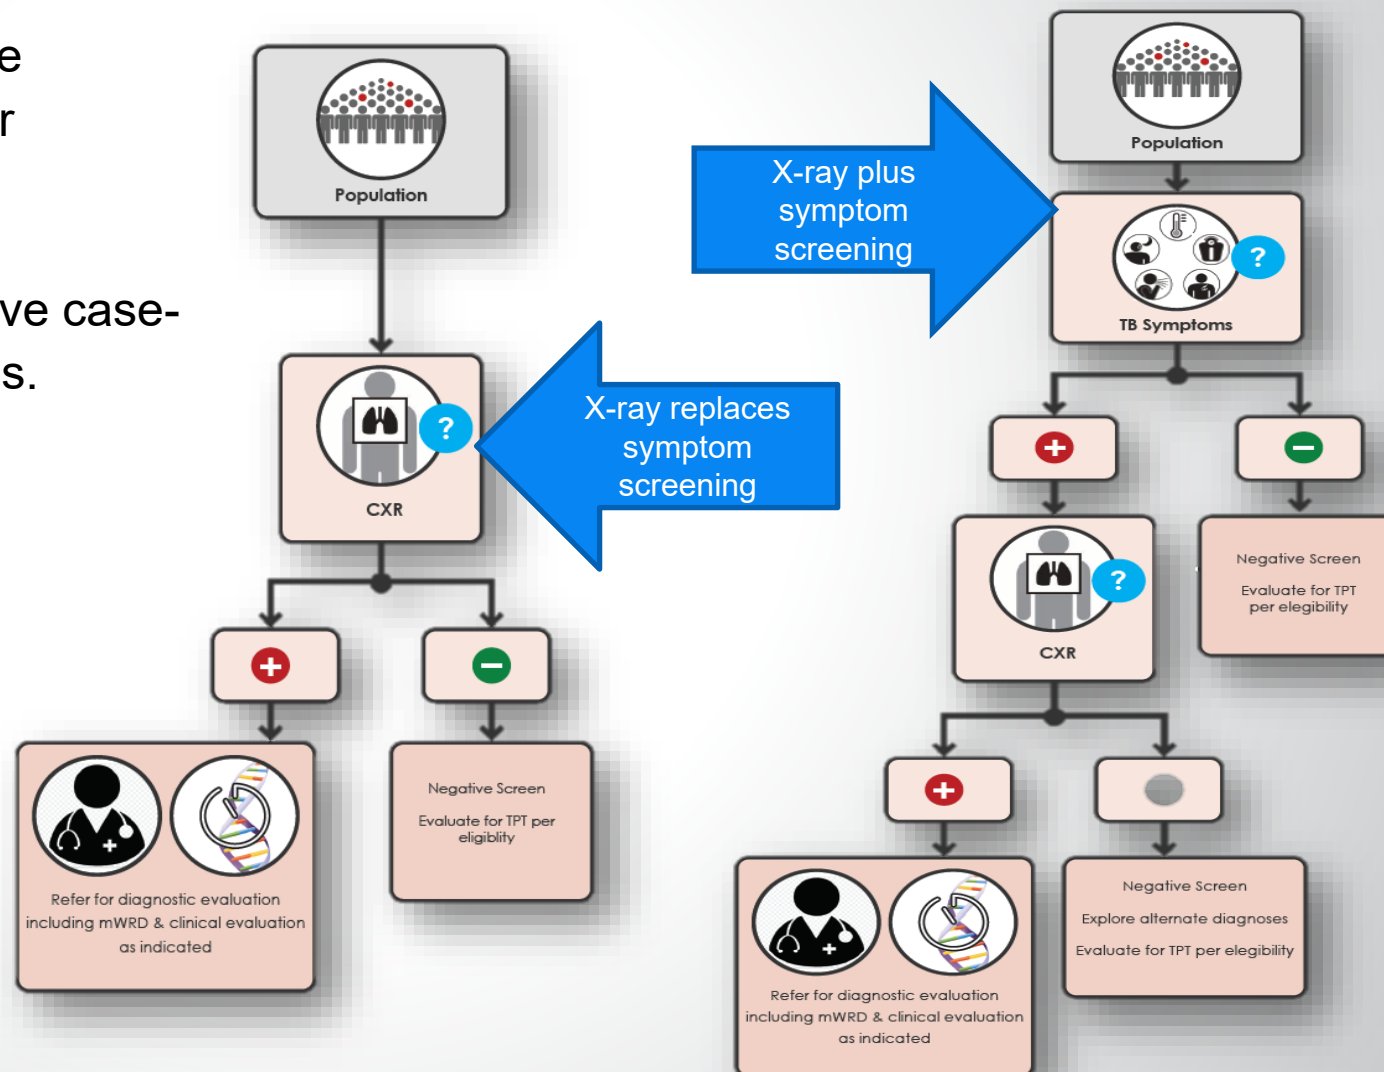 e
r
ve case-
s.
Population
X-ray replaces
symptom
screening
CXR
?
Negative Screen
Evaluate for TPT per
eligiblity
Refer for diagnostic evaluation
including mWRD & clinical evaluation
as indicated
X-ray plus
symptom
screening
Population
?
TB Symptoms
?
CXR
Negative Screen
Evaluate for TPT
per elegibility
Negative Screen
Explore alternate diagnoses
Evaluate for TPT per elegibility
Refer for diagnostic evaluation
including mWRD & clinical evaluation
as indicated